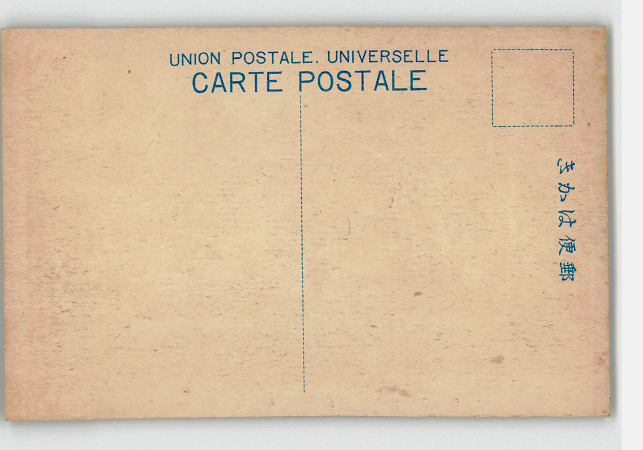 UNION POSTALE. UNIVERSELLE
CARTE POSTALE
きかは便郵